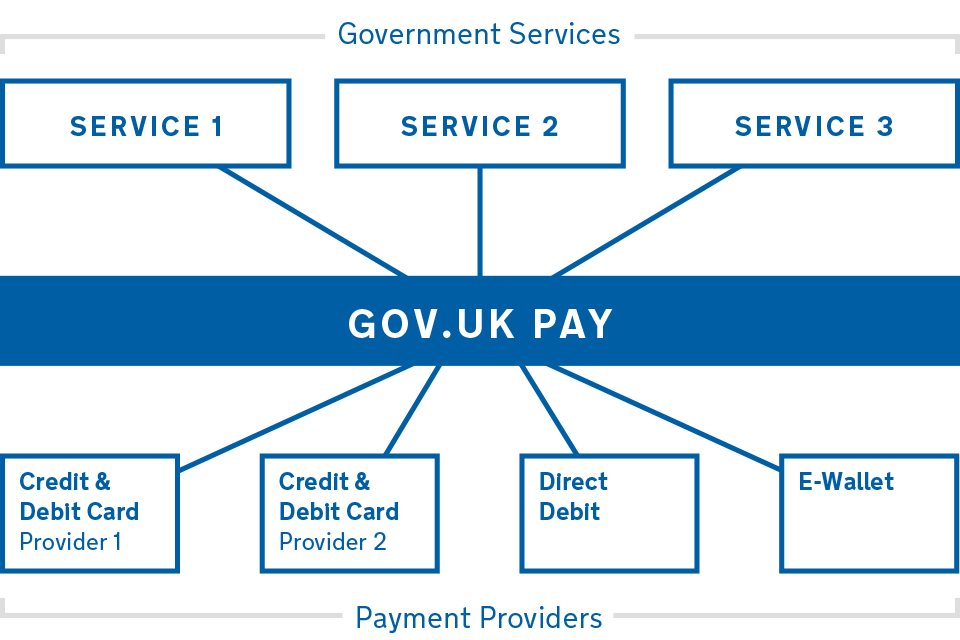 Government Services
SERVICE 1
SERVICE 2
SERVICE 3
GOV.UK PAY
Credit &
Debit Card
Provider 1
Credit &
Debit Card
Provider 2
Direct
Debit
E-Wallet
Payment Providers